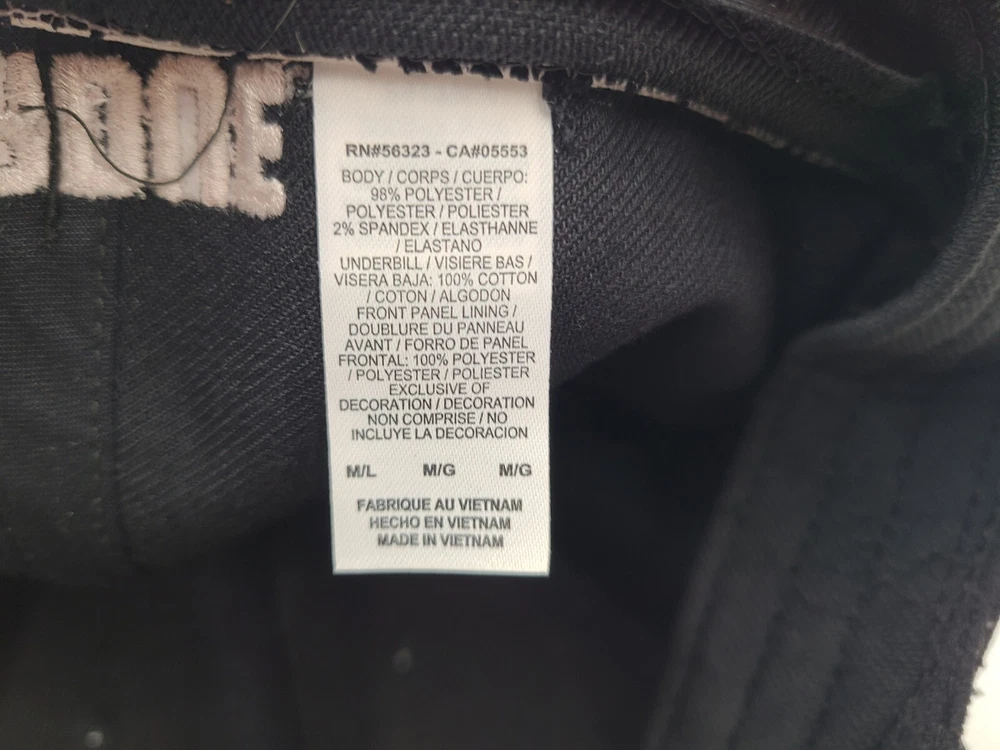 RN#56323 - CA#05553
BODY / CORPS / CUERPO:
98% POLYESTER /
POLYESTER / POLIESTER
2% SPANDEX / ELASTHANNE
/ ELASTANO
UNDERBILL / VISIERE BAS /
VISERA BAJA: 100% COTTON
/ COTON / ALGODON
FRONT PANEL LINING /
DOUBLURE DU PANNEAU
AVANT / FORRO DE PANEL
FRONTAL: 100% POLYESTER
/ POLYESTER / POLIESTER
EXCLUSIVE OF
DECORATION / DECORATION
NON COMPRISE / NO
INCLUYE LA DECORACION
M/L M/G M/G
FABRIQUE AU VIETNAM
HECHO EN VIETNAM
MADE IN VIETNAM